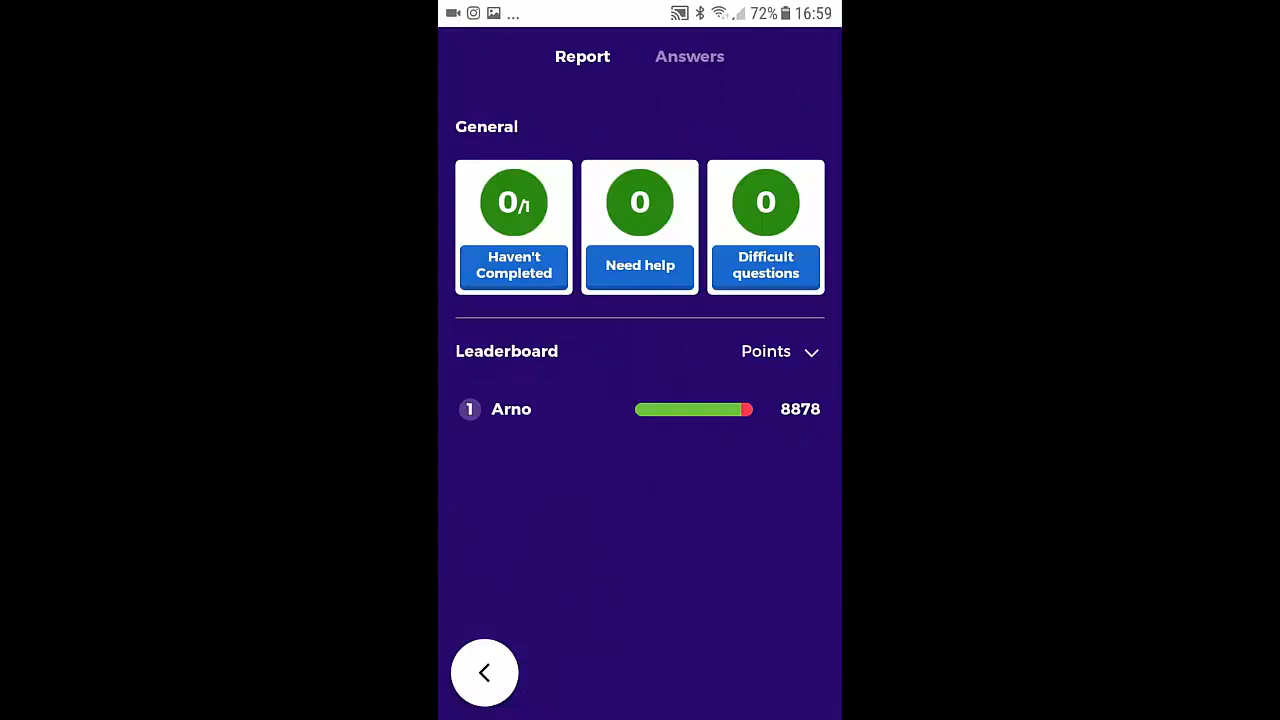 ... 72% 16:59
Report Answers
General
0/1 0 0
Haven't Completed Need help Difficult questions
Leaderboard Points
1 Arno 8878